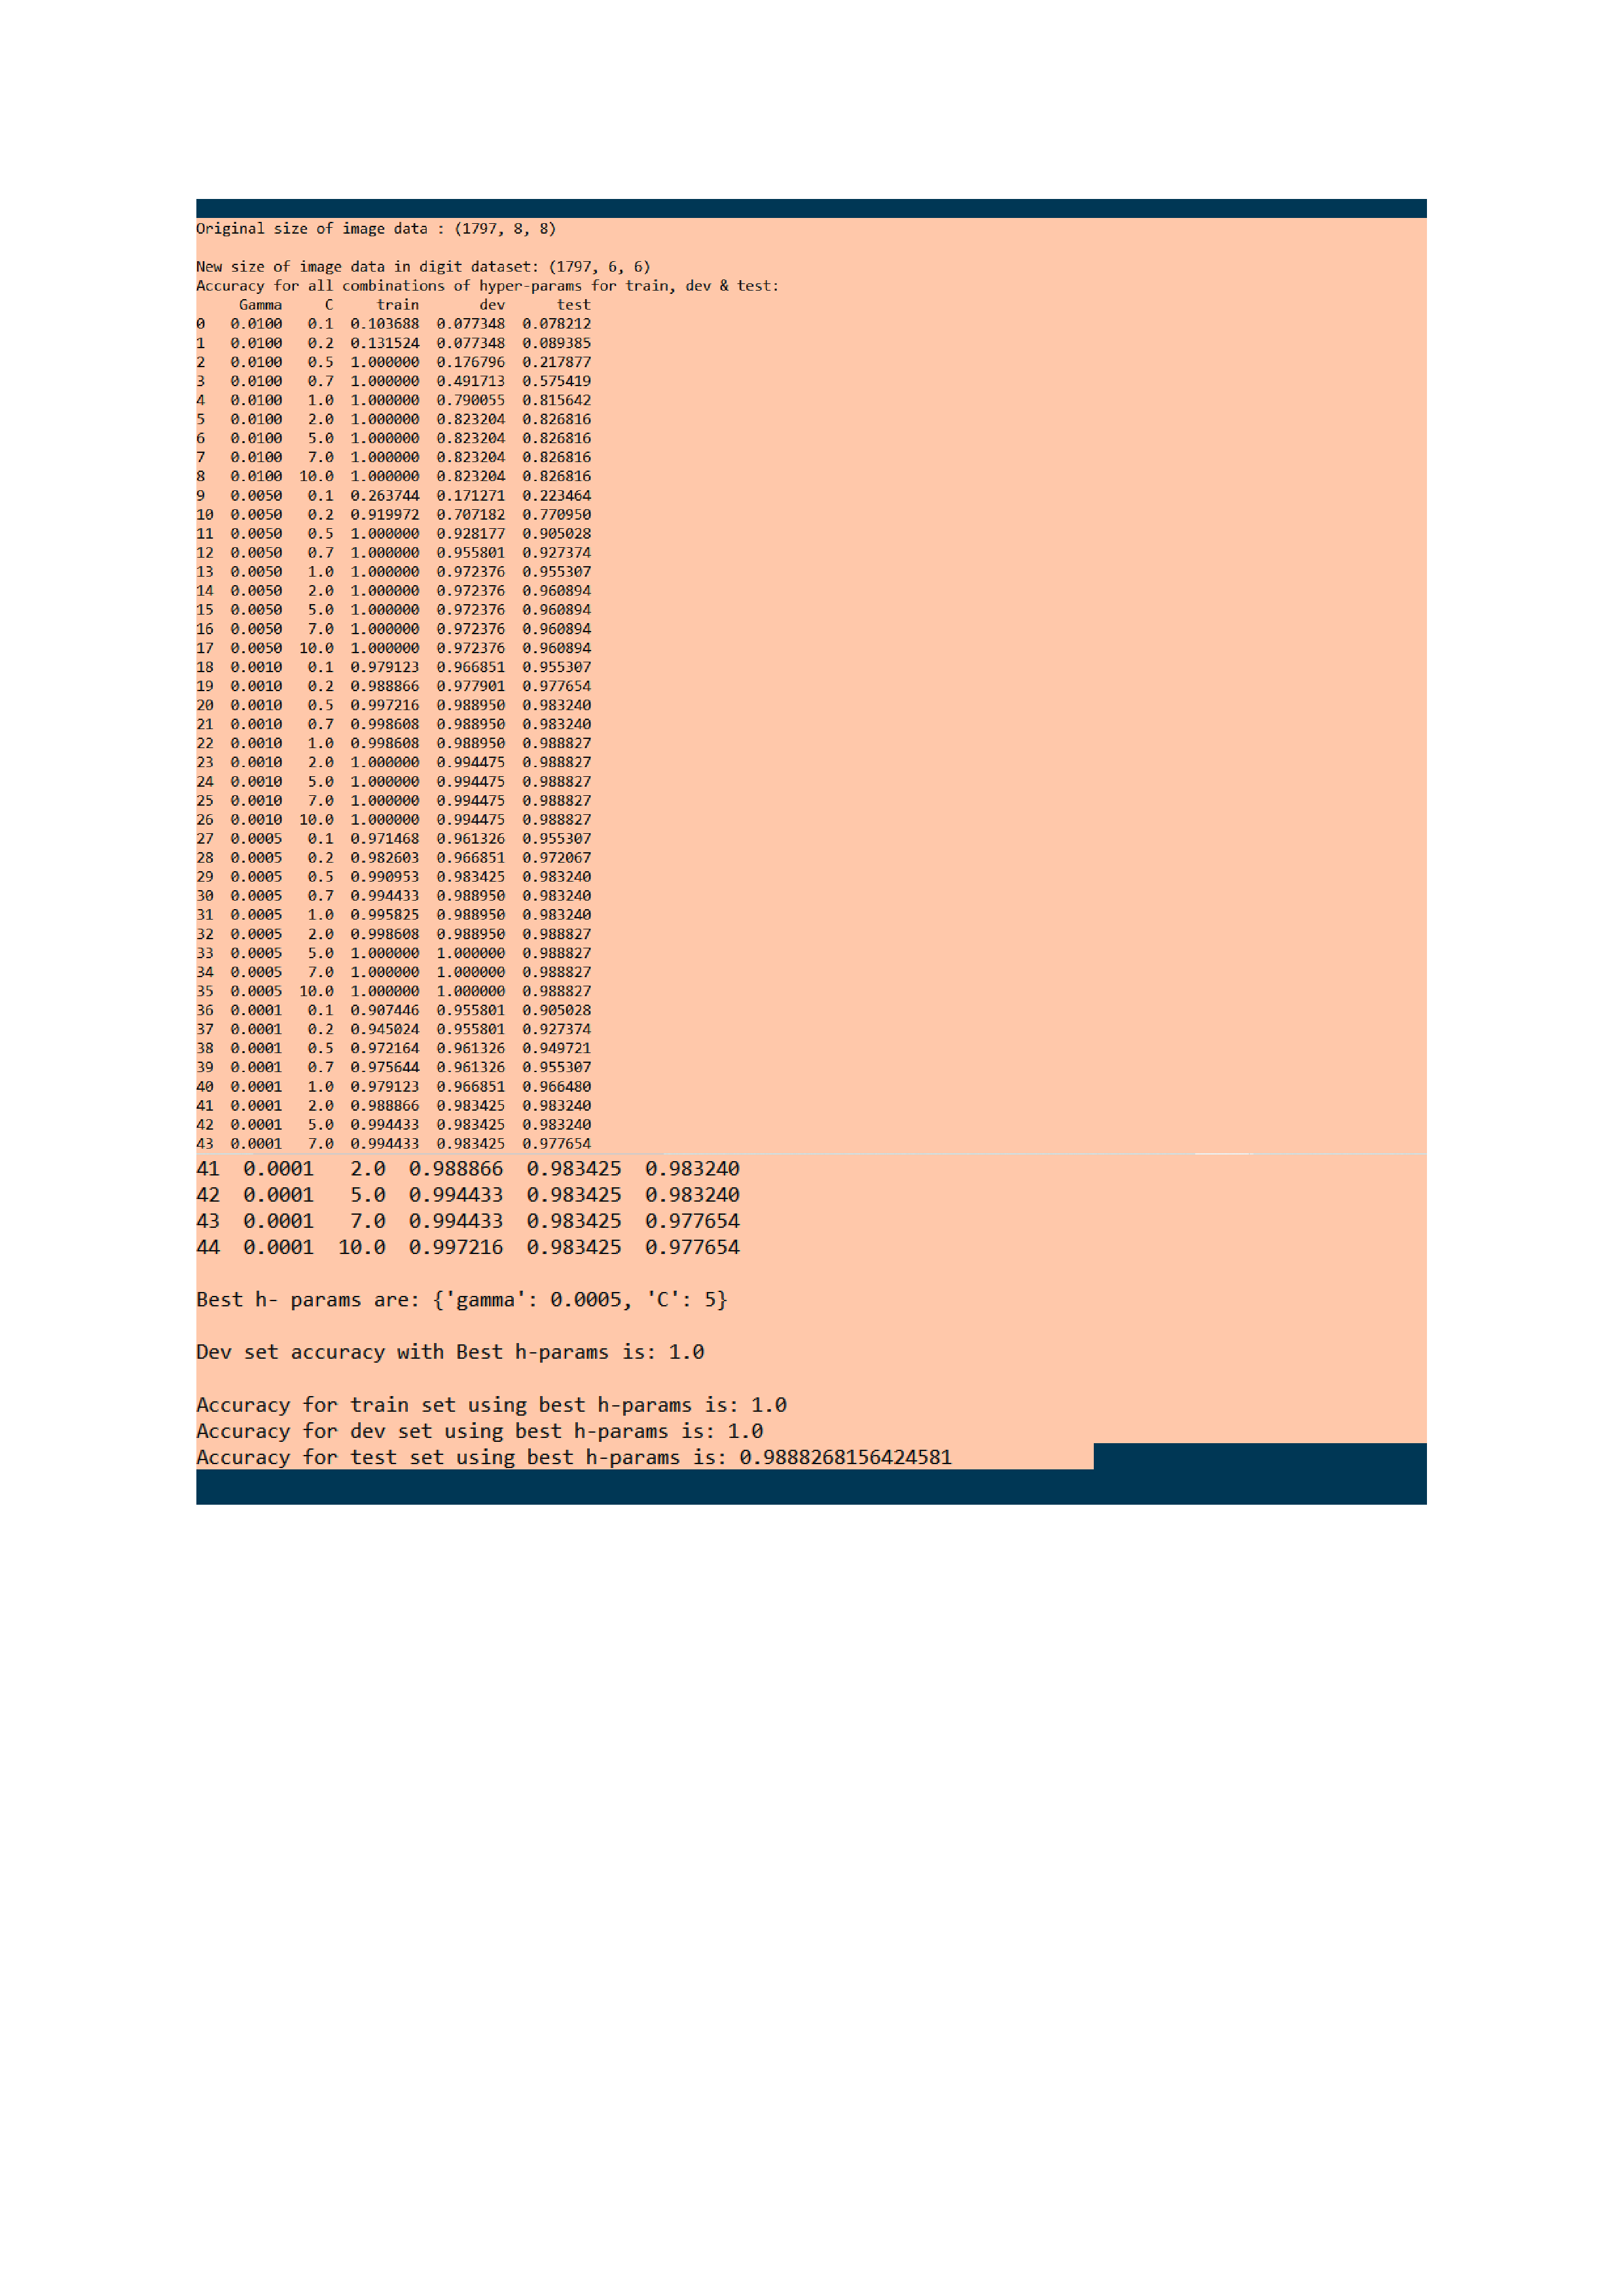 Original size of image data : (1797, 8, 8)
New size of image data in digit dataset: (1797, 6, 6)
Accuracy for all combinations of hyper-params for train, dev & test:
Gamma C train dev test
0 0.0100 0.1 0.103688 0.077348 0.078212
1 0.0100 0.2 0.131524 0.077348 0.089385
2 0.0100 0.5 1.000000 0.176796 0.217877
3 0.0100 0.7 1.000000 0.491713 0.575419
4 0.0100 1.0 1.000000 0.790055 0.815642
5 0.0100 2.0 1.000000 0.823204 0.826816
6 0.0100 5.0 1.000000 0.823204 0.826816
7 0.0100 7.0 1.000000 0.823204 0.826816
8 0.0100 10.0 1.000000 0.823204 0.826816
9 0.0050 0.1 0.263744 0.171271 0.223464
10 0.0050 0.2 0.919972 0.707182 0.770950
11 0.0050 0.5 1.000000 0.928177 0.905028
12 0.0050 0.7 1.000000 0.955801 0.927374
13 0.0050 1.0 1.000000 0.972376 0.955307
14 0.0050 2.0 1.000000 0.972376 0.960894
15 0.0050 5.0 1.000000 0.972376 0.960894
16 0.0050 7.0 1.000000 0.972376 0.960894
17 0.0050 10.0 1.000000 0.972376 0.960894
18 0.0010 0.1 0.979123 0.966851 0.955307
19 0.0010 0.2 0.988866 0.977901 0.977654
20 0.0010 0.5 0.997216 0.988950 0.983240
21 0.0010 0.7 0.998608 0.988950 0.983240
22 0.0010 1.0 0.998608 0.988950 0.988827
23 0.0010 2.0 1.000000 0.994475 0.988827
24 0.0010 5.0 1.000000 0.994475 0.988827
25 0.0010 7.0 1.000000 0.994475 0.988827
26 0.0010 10.0 1.000000 0.994475 0.988827
27 0.0005 0.1 0.971468 0.961326 0.955307
28 0.0005 0.2 0.982603 0.966851 0.972067
29 0.0005 0.5 0.990953 0.983425 0.983240
30 0.0005 0.7 0.994433 0.988950 0.983240
31 0.0005 1.0 0.995825 0.988950 0.983240
32 0.0005 2.0 0.998608 0.988950 0.988827
33 0.0005 5.0 1.000000 1.000000 0.988827
34 0.0005 7.0 1.000000 1.000000 0.988827
35 0.0005 10.0 1.000000 1.000000 0.988827
36 0.0001 0.1 0.907446 0.955801 0.905028
37 0.0001 0.2 0.945024 0.955801 0.927374
38 0.0001 0.5 0.972164 0.961326 0.949721
39 0.0001 0.7 0.975644 0.961326 0.955307
40 0.0001 1.0 0.979123 0.966851 0.966480
41 0.0001 2.0 0.988866 0.983425 0.983240
42 0.0001 5.0 0.994433 0.983425 0.983240
43 0.0001 7.0 0.994433 0.983425 0.977654
41 0.0001 2.0 0.988866 0.983425 0.983240
42 0.0001 5.0 0.994433 0.983425 0.983240
43 0.0001 7.0 0.994433 0.983425 0.977654
44 0.0001 10.0 0.997216 0.983425 0.977654
Best h- params are: {'gamma': 0.0005, 'C': 5}
Dev set accuracy with Best h-params is: 1.0
Accuracy for train set using best h-params is: 1.0
Accuracy for dev set using best h-params is: 1.0
Accuracy for test set using best h-params is: 0.9888268156424581